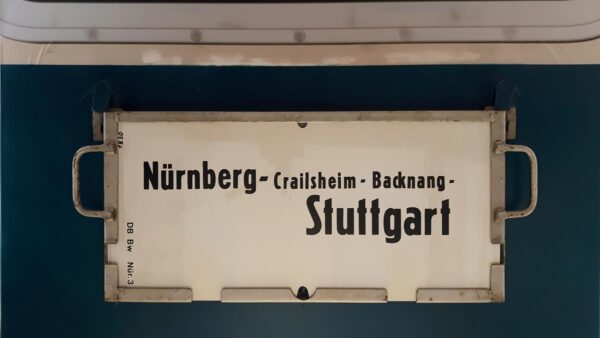 Nürnberg- Crailsheim - Backnang -
Stuttgart
DB Bw Nür. 3